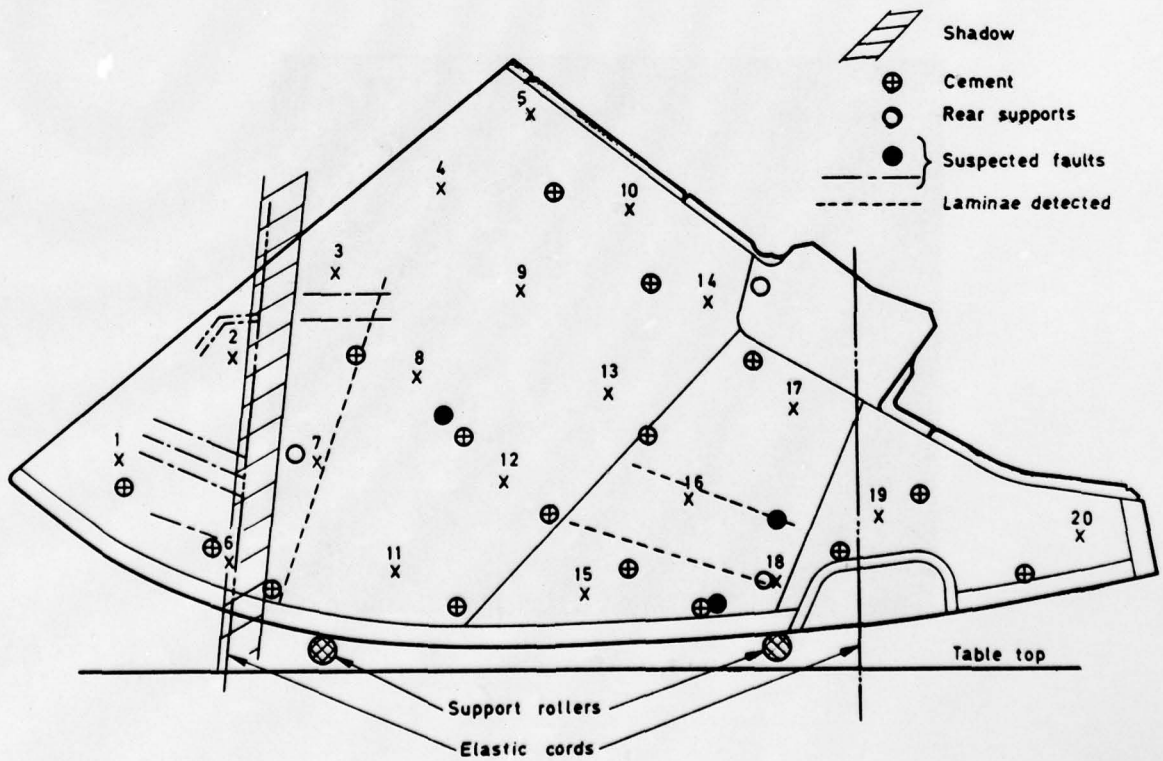 Shadow
Cement
Rear supports
Suspected faults
Laminae detected
5
4
10
3
9
14
2
8
13
17
1
7
12
16
19
20
6
11
15
18
Table top
Support rollers
Elastic cords